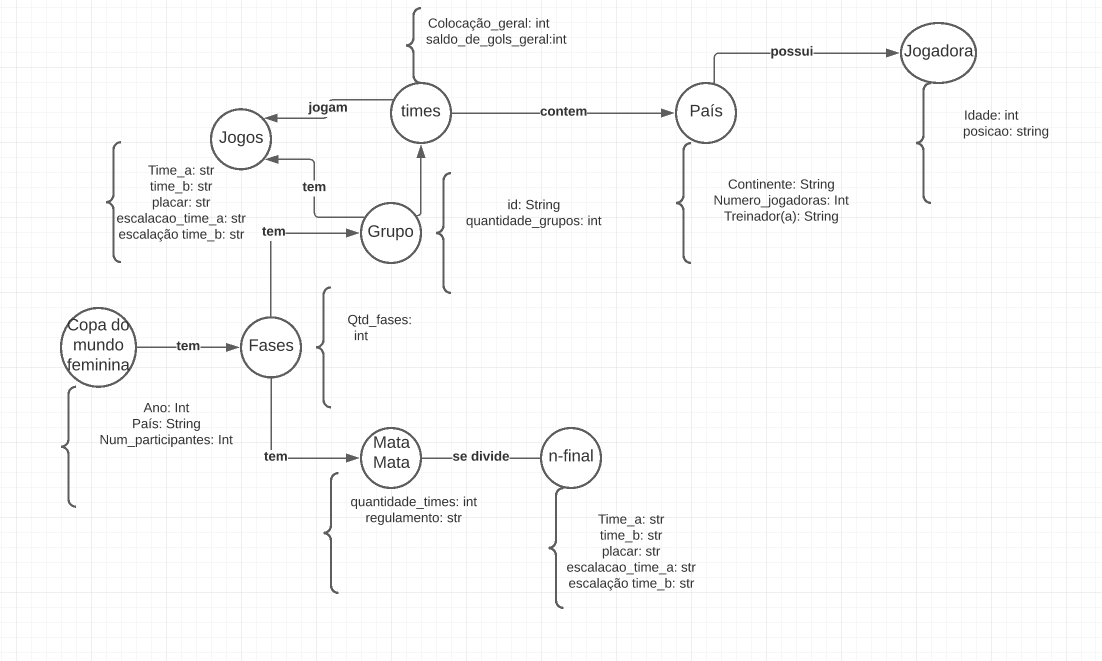 Colocação_geral: int
saldo_de_gols_geral:int
possui
Jogadora
jogam
times
contem
País
Jogos
Idade: int
posicao: string
Time_a: str
time_b: str
placar: str
escalacao_time_a: str
escalação time_b: str
tem
Continente: String
Numero_jogadoras: Int
Treinador(a): String
id: String
quantidade_grupos: int
tem
Grupo
Copa do
mundo
feminina
tem
Fases
Qtd_fases:
int
Ano: Int
País: String
Num_participantes: Int
tem
Mata
Mata
se divide
n-final
quantidade_times: int
regulamento: str
Time_a: str
time_b: str
placar: str
escalacao_time_a: str
escalação time_b: str